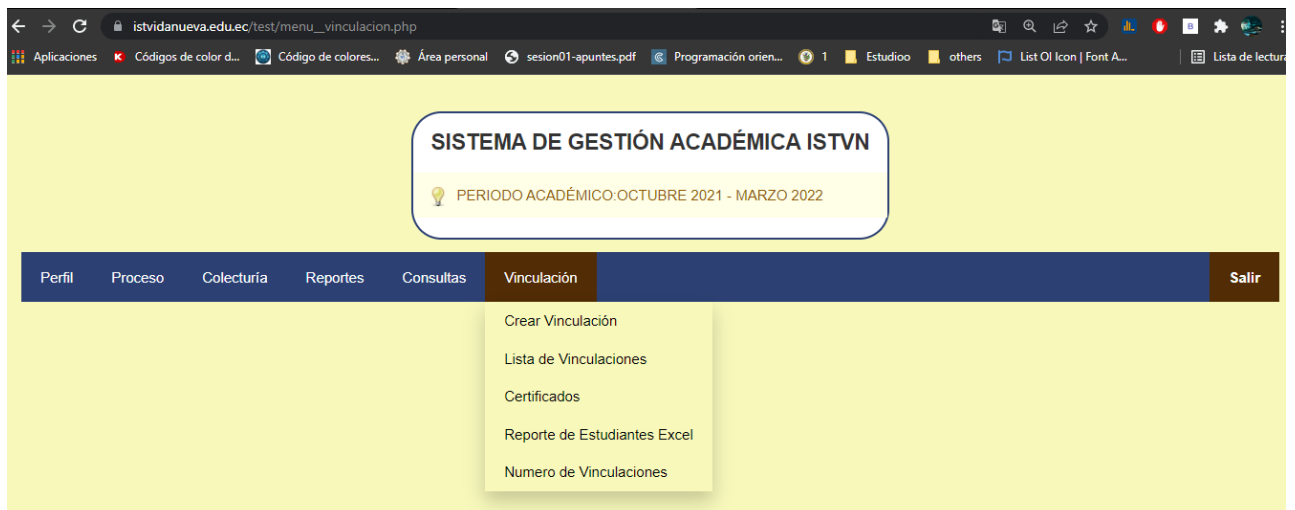 istvidanueva.edu.ec/test/menu__vinculacion.php
Aplicaciones Códigos de color d... Código de colores... Área personal sesion01-apuntes.pdf Programación orien... 1 Estudioo others List Ol Icon | Font A... Lista de lectura
SISTEMA DE GESTIÓN ACADÉMICA ISTVN
PERIODO ACADÉMICO:OCTUBRE 2021 - MARZO 2022
Perfil Proceso Colecturía Reportes Consultas Vinculación Salir
Crear Vinculación
Lista de Vinculaciones
Certificados
Reporte de Estudiantes Excel
Numero de Vinculaciones